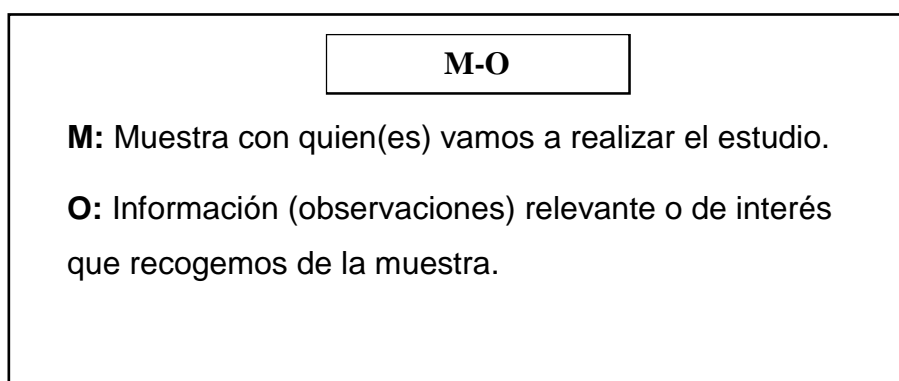 M-O
M: Muestra con quien(es) vamos a realizar el estudio.
O: Información (observaciones) relevante o de interés
que recogemos de la muestra.